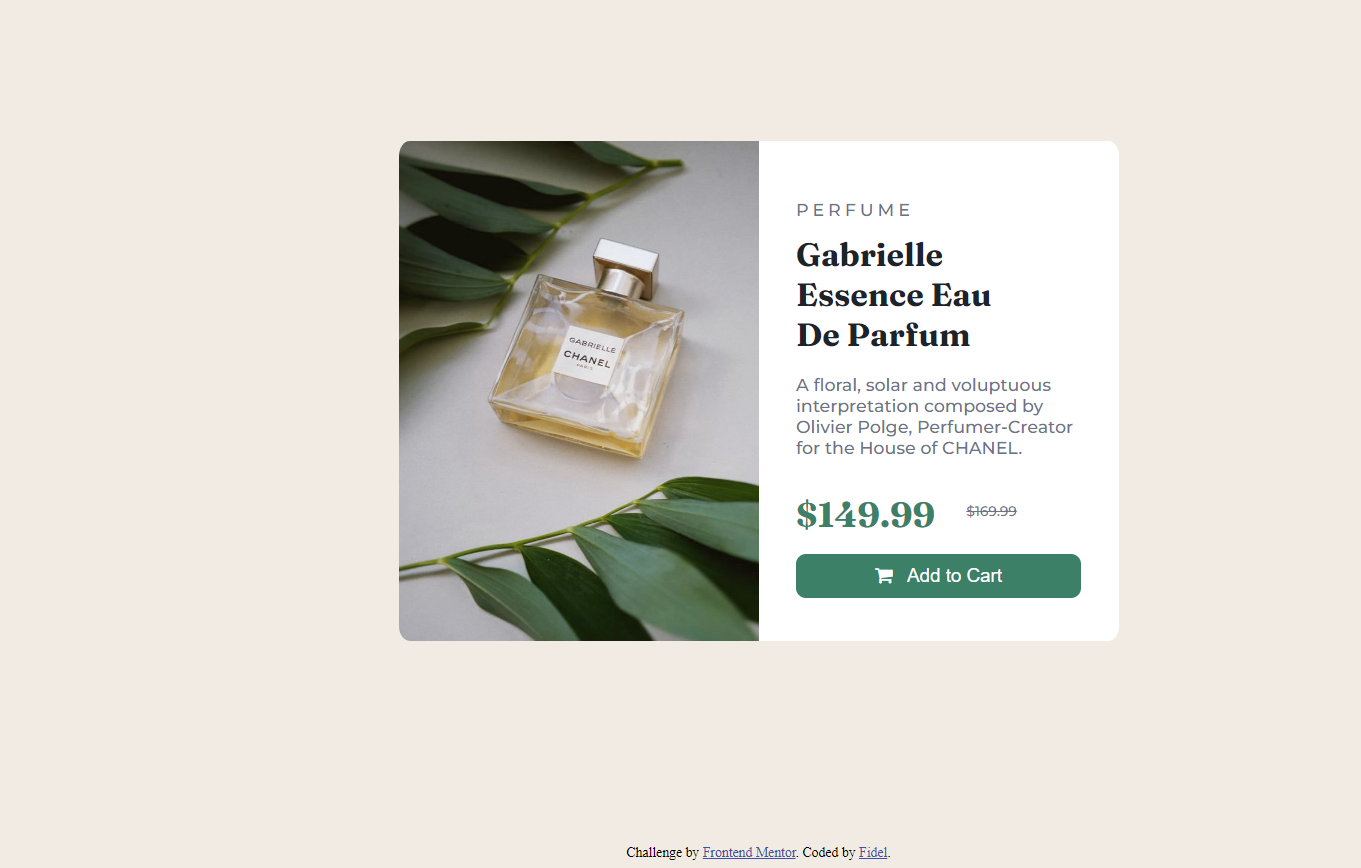 GABRIELLE
CHANEL
PARIS
PERFUME
Gabrielle
Essence Eau
De Parfum
A floral, solar and voluptuous
interpretation composed by
Olivier Polge, Perfumer-Creator
for the House of CHANEL.
$149.99 $169.99
Add to Cart
Challenge by Frontend Mentor. Coded by Fidel.